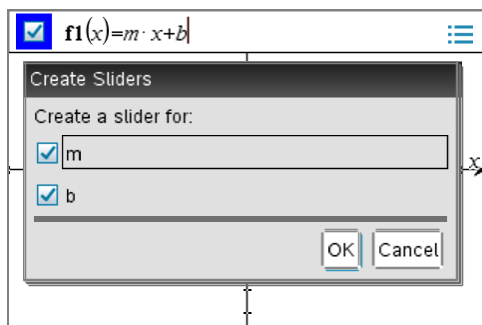 f1(x)=m· x+b
Create Sliders
Create a slider for:
m
x
b
OK Cancel